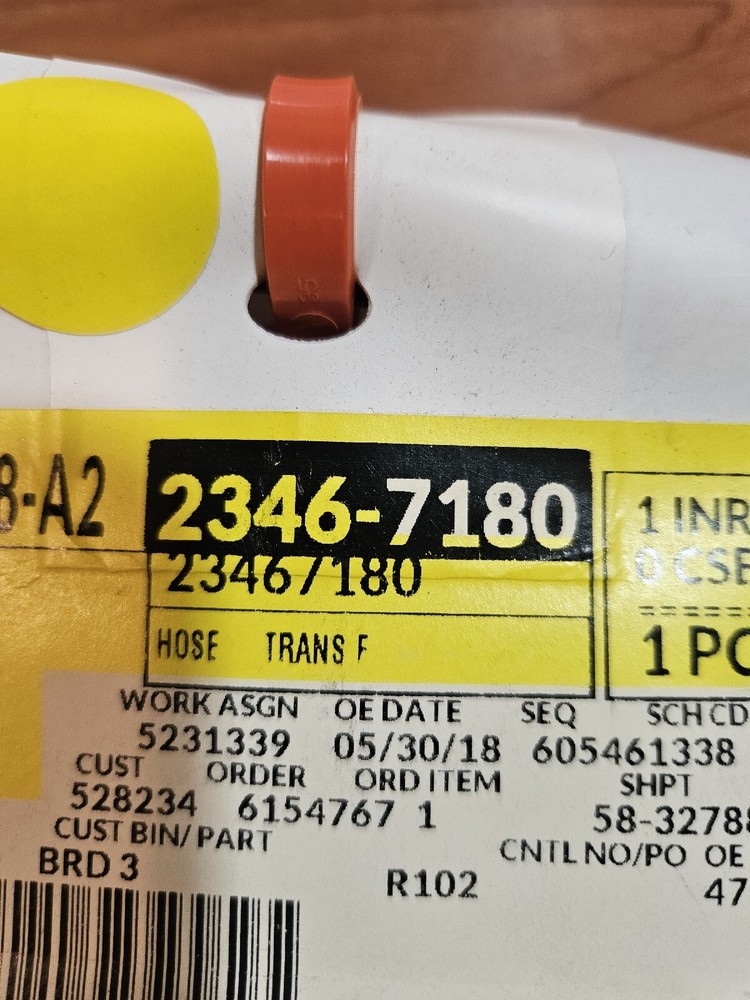 8-A2
2346-7180
23467180
HOSE TRANS F
1 INR
0 CSE
1 PC
WORK ASGN OE DATE SEQ SCH CD
5231339 05/30/18 605461338
CUST ORDER ORD ITEM SHPT
528234 6154767 1 58-32788
CUST BIN/PART CNTL NO/PO OE
BRD 3 R102 47
35